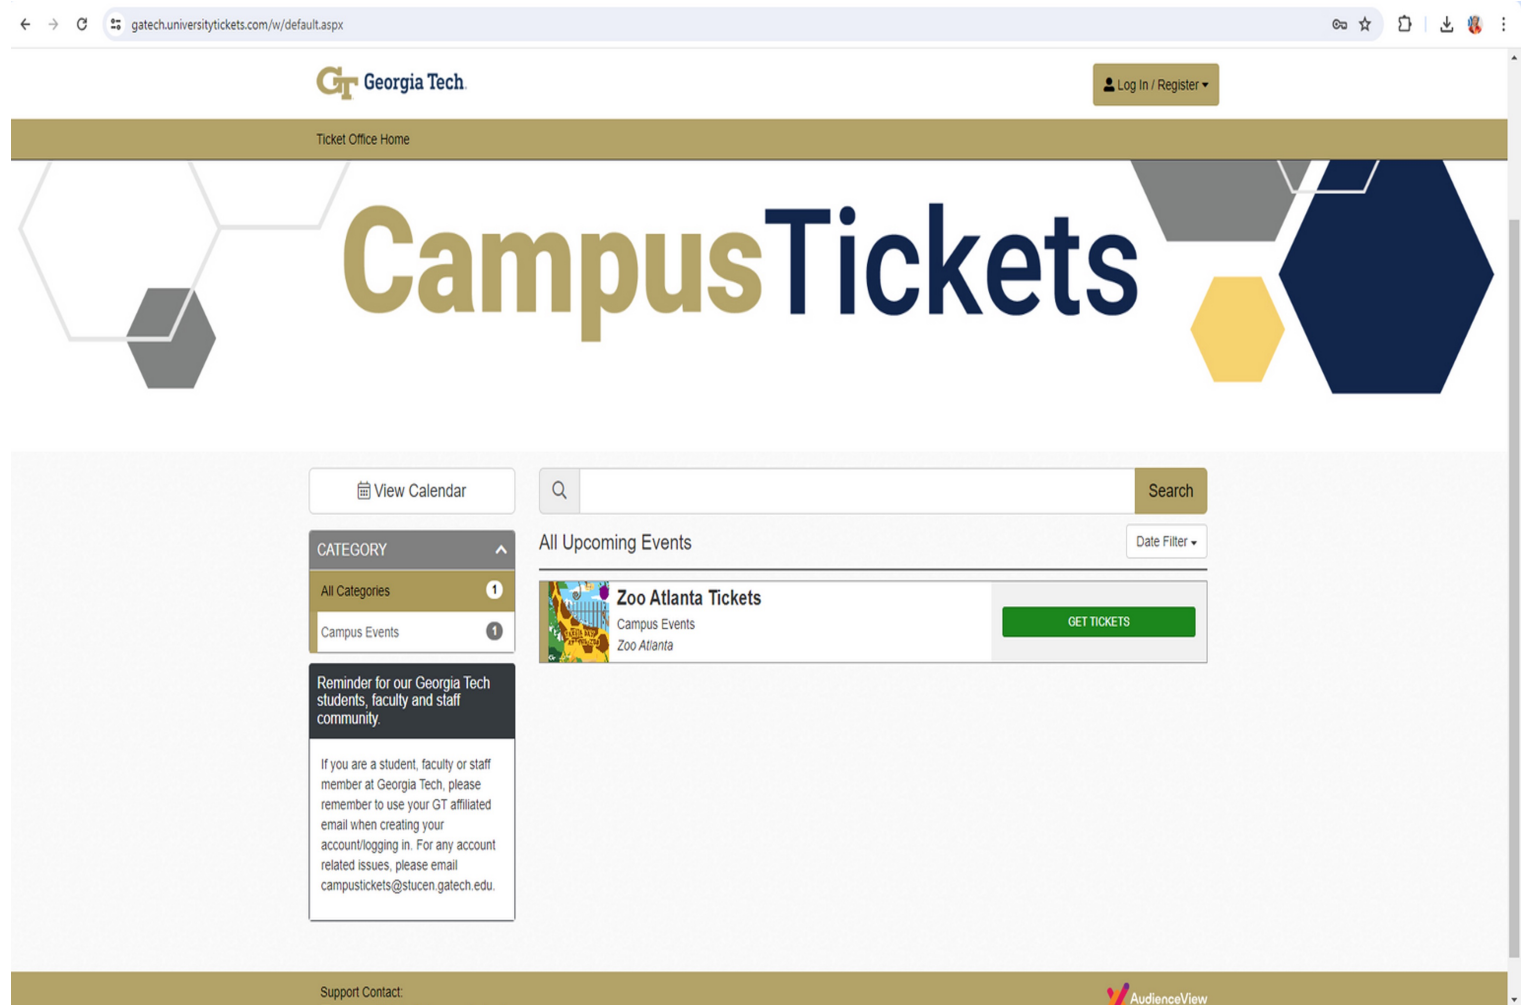 gatech.universitytickets.com/w/default.aspx
GT Georgia Tech.
Log In / Register
Ticket Office Home
CampusTickets
View Calendar
Search
CATEGORY
All Categories 1
Campus Events 1
All Upcoming Events
Date Filter
Zoo Atlanta Tickets
Campus Events
Zoo Atlanta
GET TICKETS
Reminder for our Georgia Tech
students, faculty and staff
community.
If you are a student, faculty or staff
member at Georgia Tech, please
remember to use your GT affiliated
email when creating your
account/logging in. For any account
related issues, please email
campustickets@stucen.gatech.edu.
Support Contact:
AudienceView